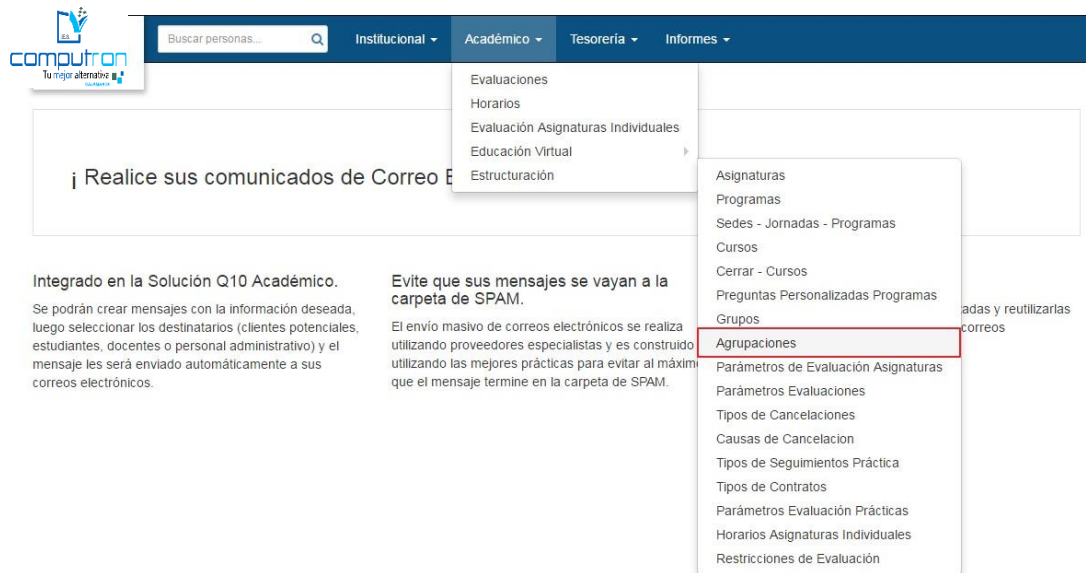 I.E.S.
computron
Tu mejor alternativa
SALAMANCA
Buscar personas...
Institucional
Académico
Tesorería
Informes
Evaluaciones
Horarios
Evaluación Asignaturas Individuales
Educación Virtual
Estructuración
¡ Realice sus comunicados de Correo E
Asignaturas
Programas
Sedes - Jornadas - Programas
Cursos
Cerrar - Cursos
Preguntas Personalizadas Programas
Grupos
Agrupaciones
Parámetros de Evaluación Asignaturas
Parámetros Evaluaciones
Tipos de Cancelaciones
Causas de Cancelacion
Tipos de Seguimientos Práctica
Tipos de Contratos
Parámetros Evaluación Prácticas
Horarios Asignaturas Individuales
Restricciones de Evaluación
Integrado en la Solución Q10 Académico.
Se podrán crear mensajes con la información deseada,
luego seleccionar los destinatarios (clientes potenciales,
estudiantes, docentes o personal administrativo) y el
mensaje les será enviado automáticamente a sus
correos electrónicos.
Evite que sus mensajes se vayan a la
carpeta de SPAM.
El envío masivo de correos electrónicos se realiza
utilizando proveedores especialistas y es construido
utilizando las mejores prácticas para evitar al máxim
que el mensaje termine en la carpeta de SPAM.
adas y reutilizarlas
correos